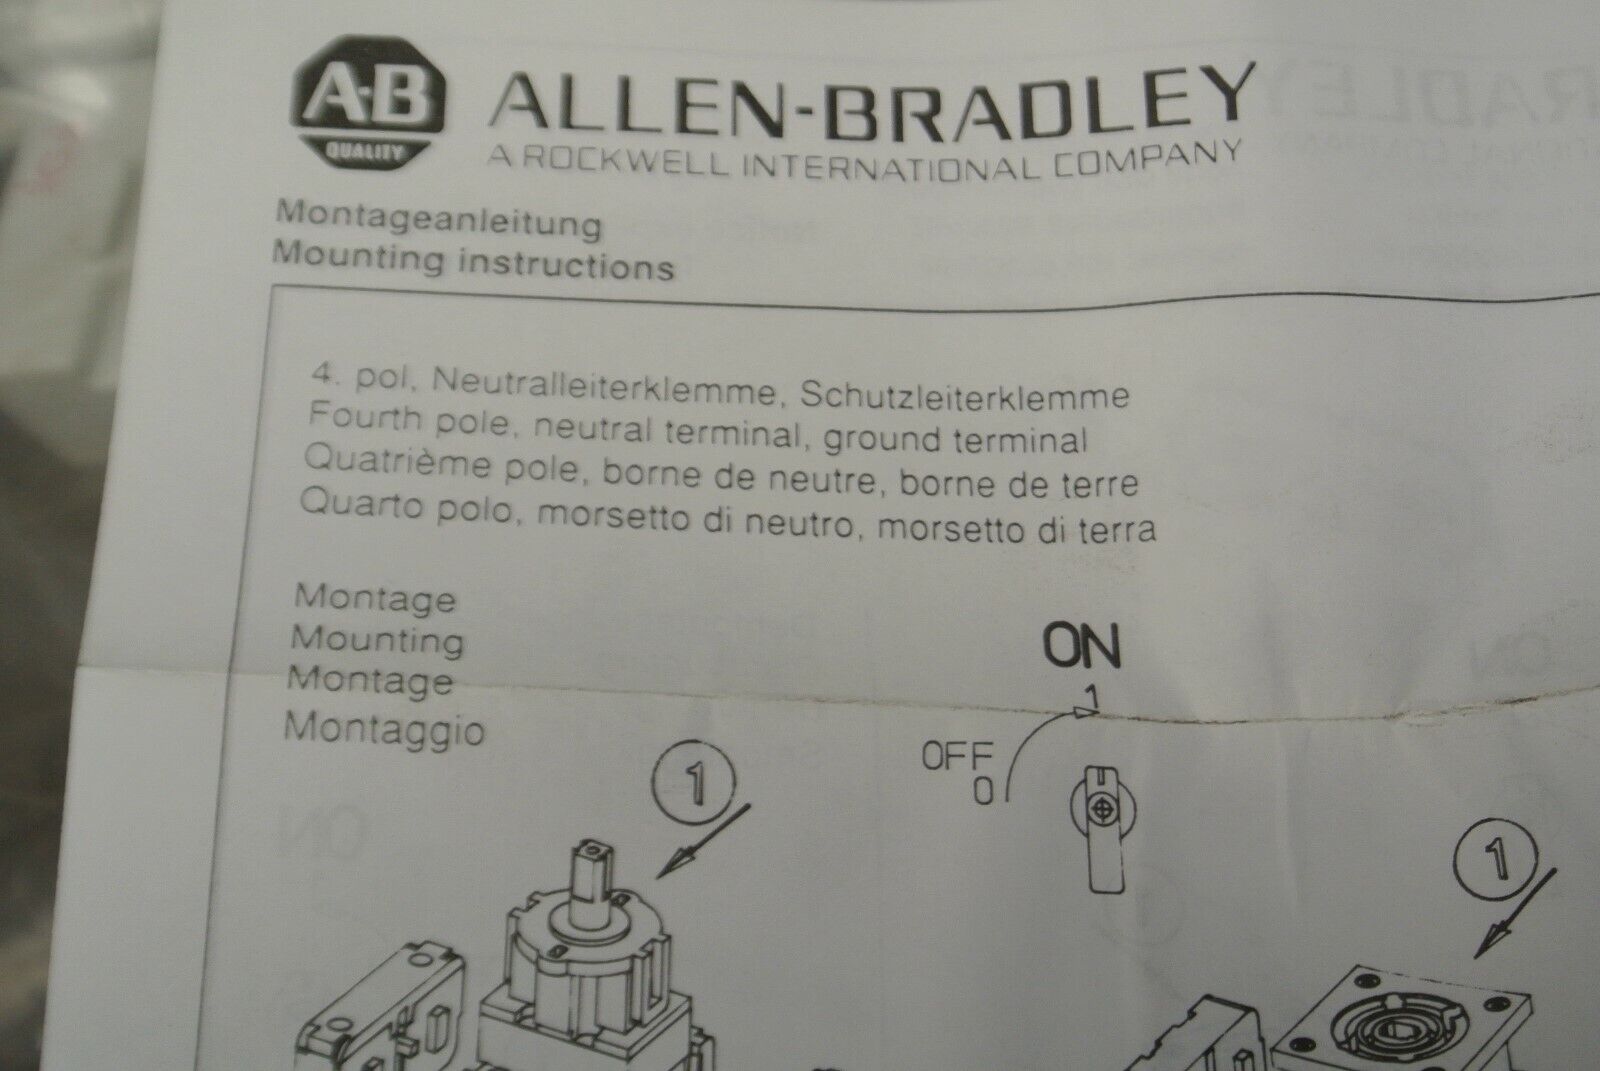 A-B
QUALITY
ALLEN-BRADLEY
A ROCKWELL INTERNATIONAL COMPANY
Montageanleitung
Mounting instructions
4. pol, Neutralleiterklemme, Schutzleiterklemme
Fourth pole, neutral terminal, ground terminal
Quatrième pole, borne de neutre, borne de terre
Quarto polo, morsetto di neutro, morsetto di terra
Montage
Mounting
Montage
Montaggio
ON
1
OFF
0
1
1